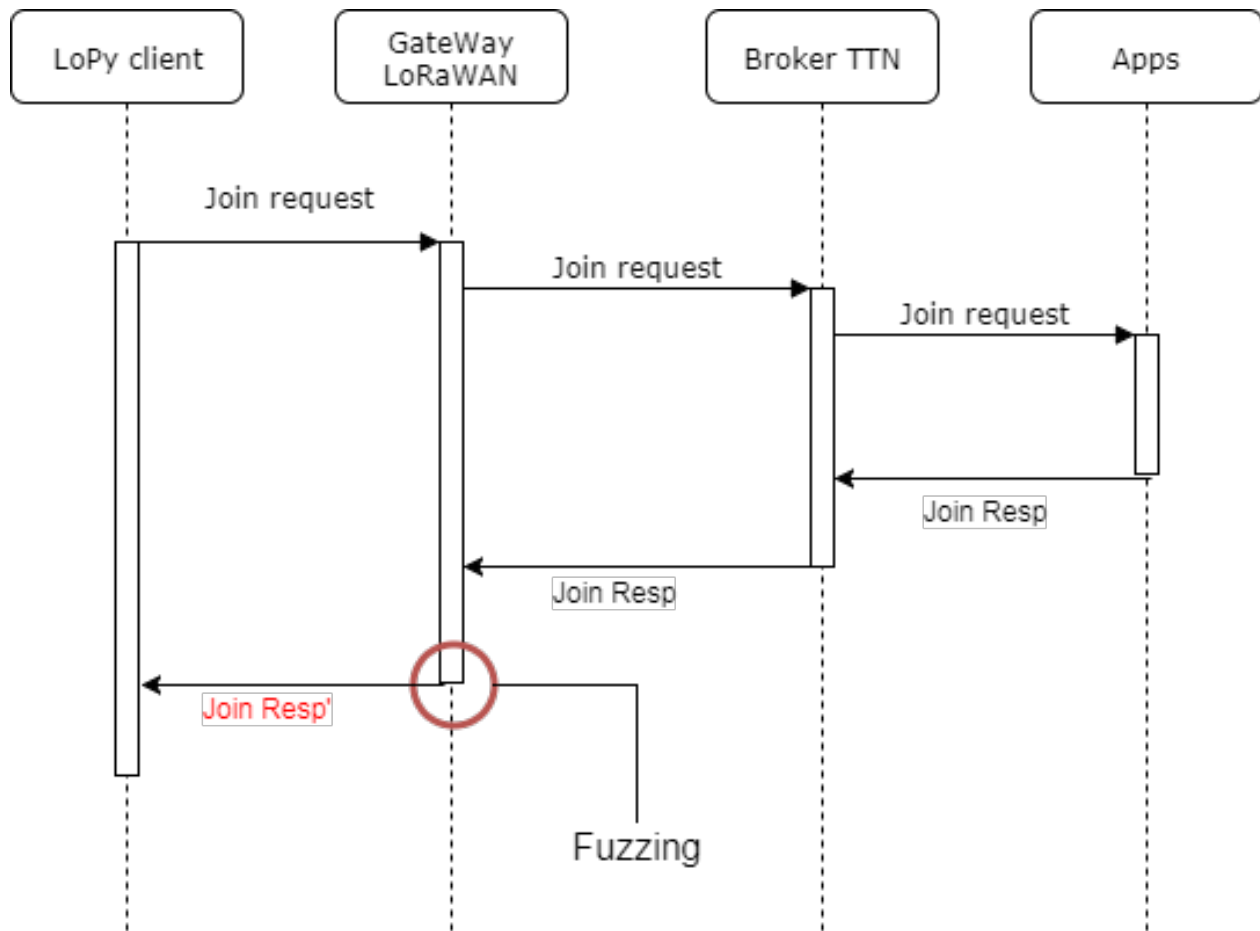 LoPy client
GateWay
LoRaWAN
Broker TTN
Apps
Join request
Join request
Join request
Join Resp
Join Resp
Join Resp'
Fuzzing